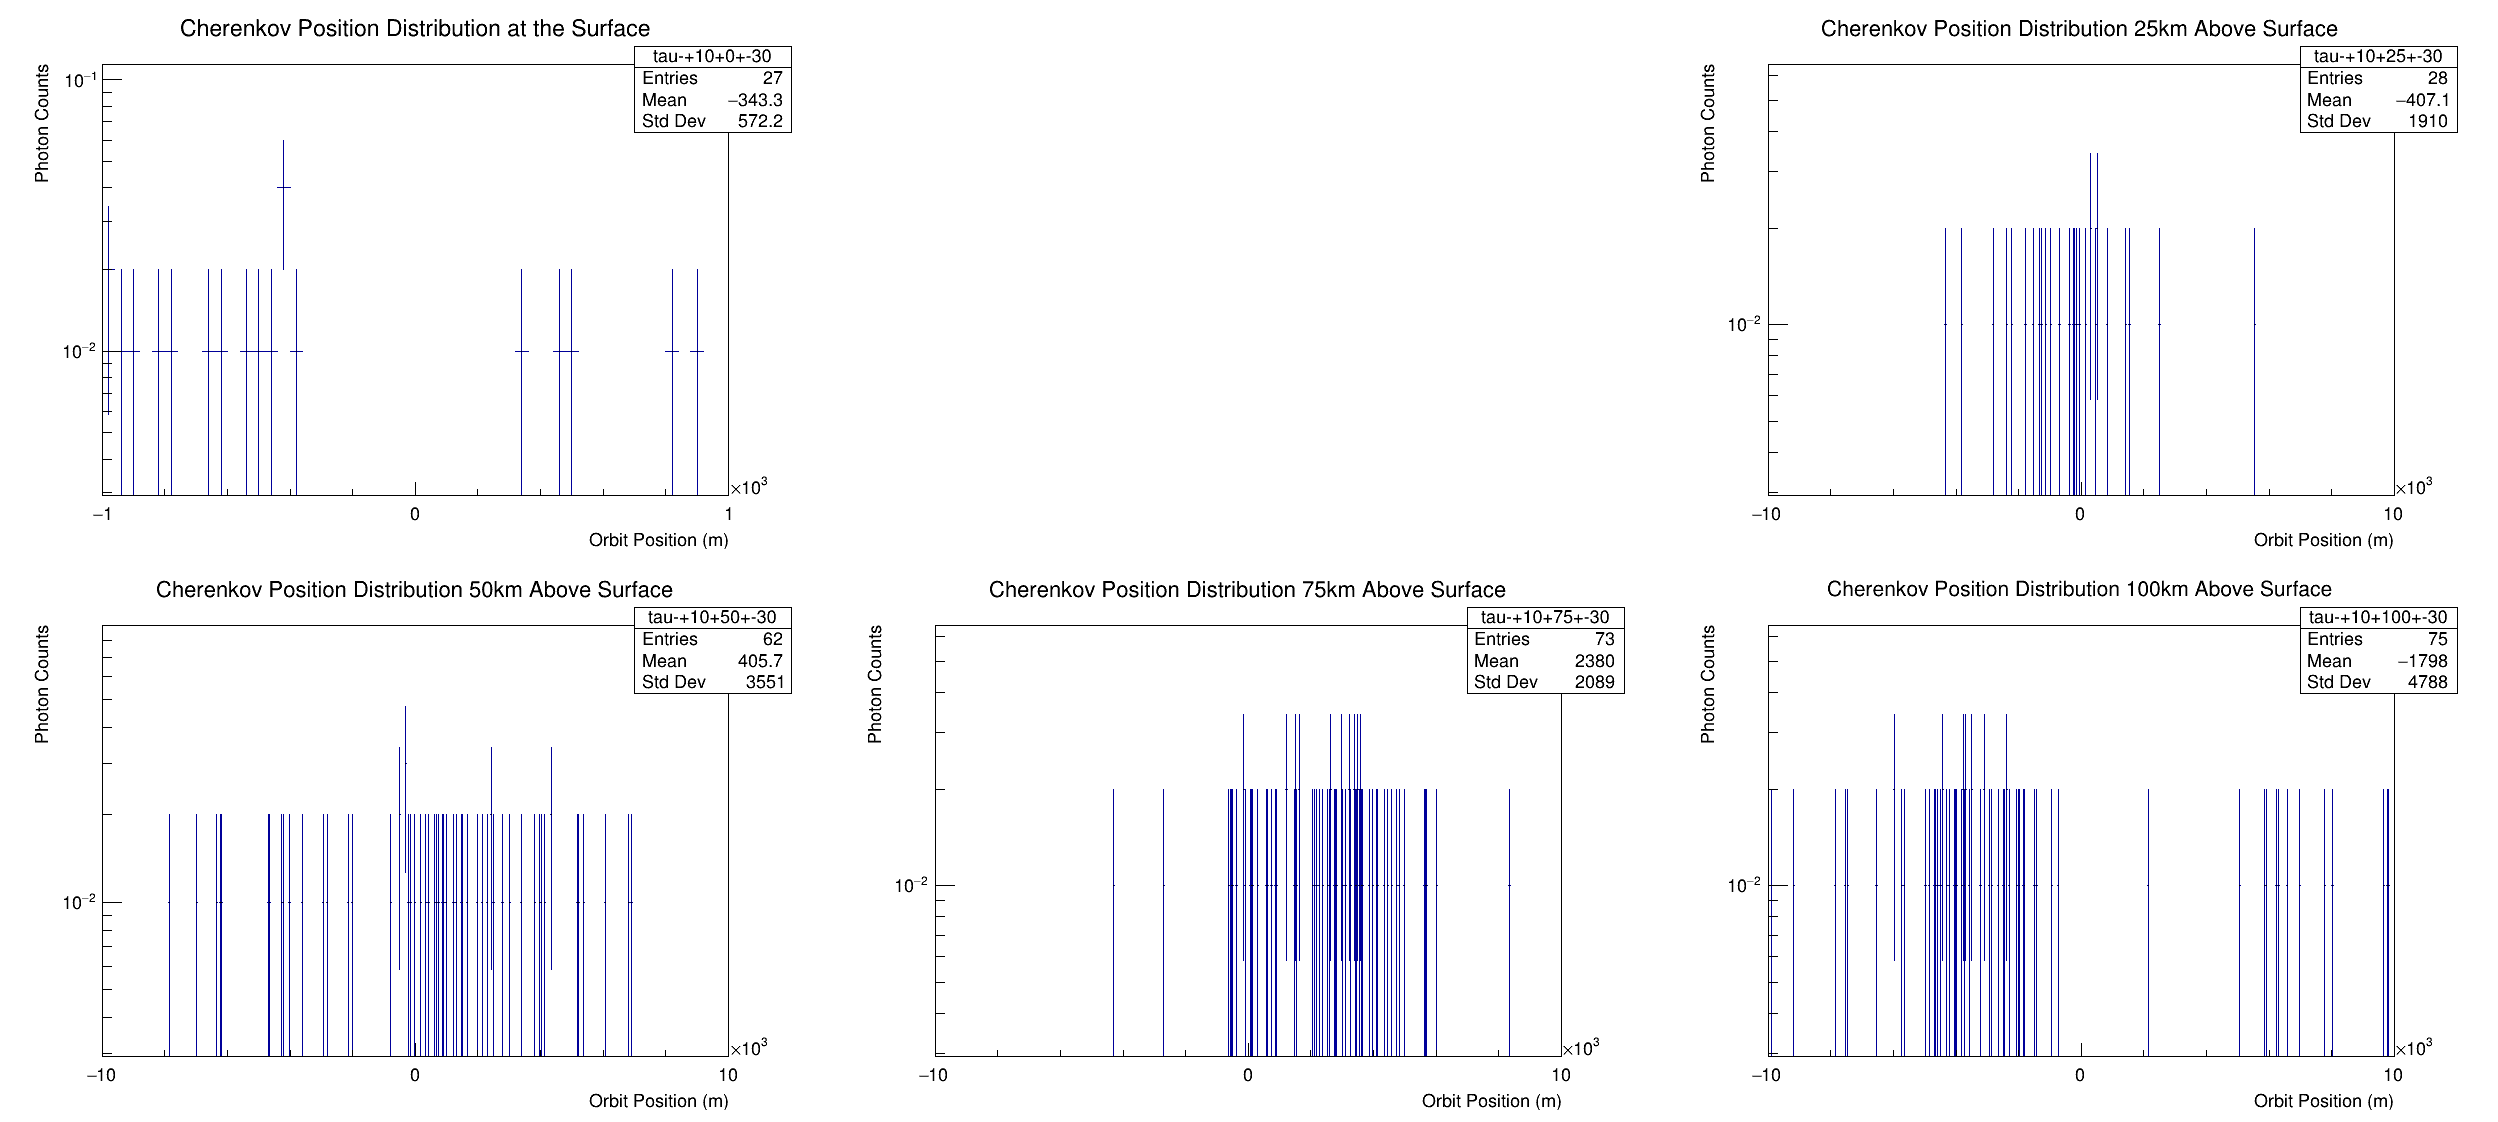 Cherenkov Position Distribution at the Surface
tau-+10+0+-30
Entries 27
Mean −343.3
Std Dev 572.2
Photon Counts
10⁻¹
10⁻²
−1 0 1
×10³
Orbit Position (m)
Cherenkov Position Distribution 25km Above Surface
tau-+10+25+-30
Entries 28
Mean −407.1
Std Dev 1910
Photon Counts
10⁻²
−10 0 10
×10³
Orbit Position (m)
Cherenkov Position Distribution 50km Above Surface
tau-+10+50+-30
Entries 62
Mean 405.7
Std Dev 3551
Photon Counts
10⁻²
−10 0 10
×10³
Orbit Position (m)
Cherenkov Position Distribution 75km Above Surface
tau-+10+75+-30
Entries 73
Mean 2380
Std Dev 2089
Photon Counts
10⁻²
−10 0 10
×10³
Orbit Position (m)
Cherenkov Position Distribution 100km Above Surface
tau-+10+100+-30
Entries 75
Mean −1798
Std Dev 4788
Photon Counts
10⁻²
−10 0 10
×10³
Orbit Position (m)